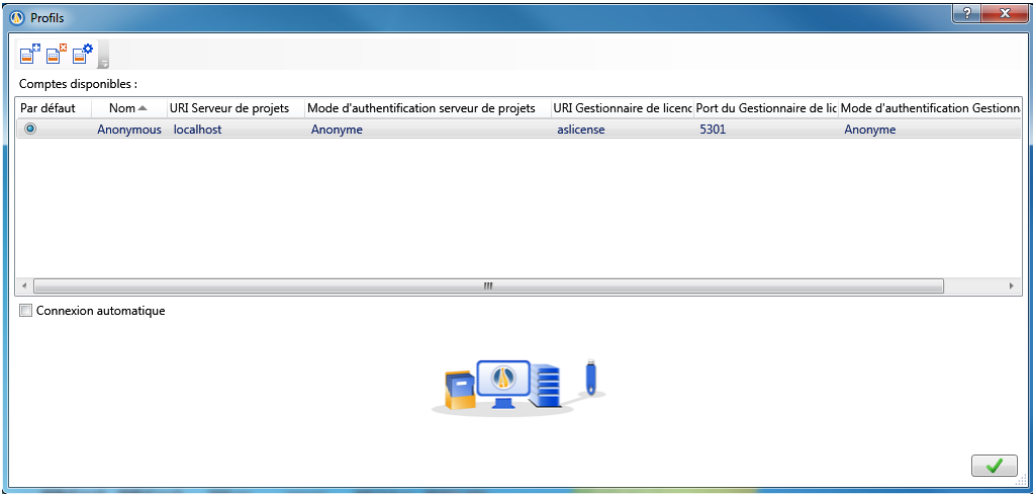 Profils
Comptes disponibles :
Par défaut Nom URI Serveur de projets Mode d'authentification serveur de projets URI Gestionnaire de licenc Port du Gestionnaire de lic Mode d'authentification Gestionn
Anonymous localhost Anonyme aslicense 5301 Anonyme
Connexion automatique